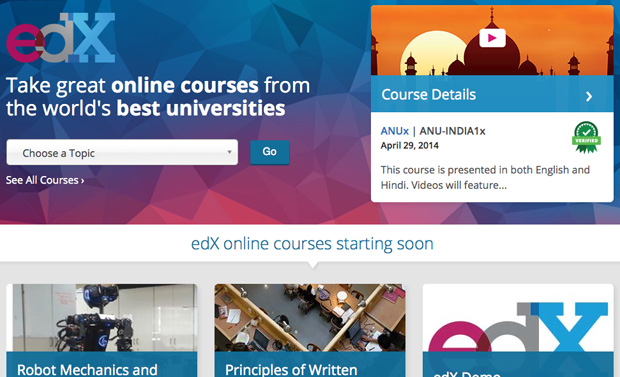 edX
Take great online courses from
the world's best universities
Choose a Topic
Go
See All Courses ›
Course Details ›
ANUx | ANU-INDIA1x
April 29, 2014
VERIFIED
This course is presented in both English and
Hindi. Videos will feature...
edX online courses starting soon
Robot Mechanics and
Principles of Written
edX
edX Demo